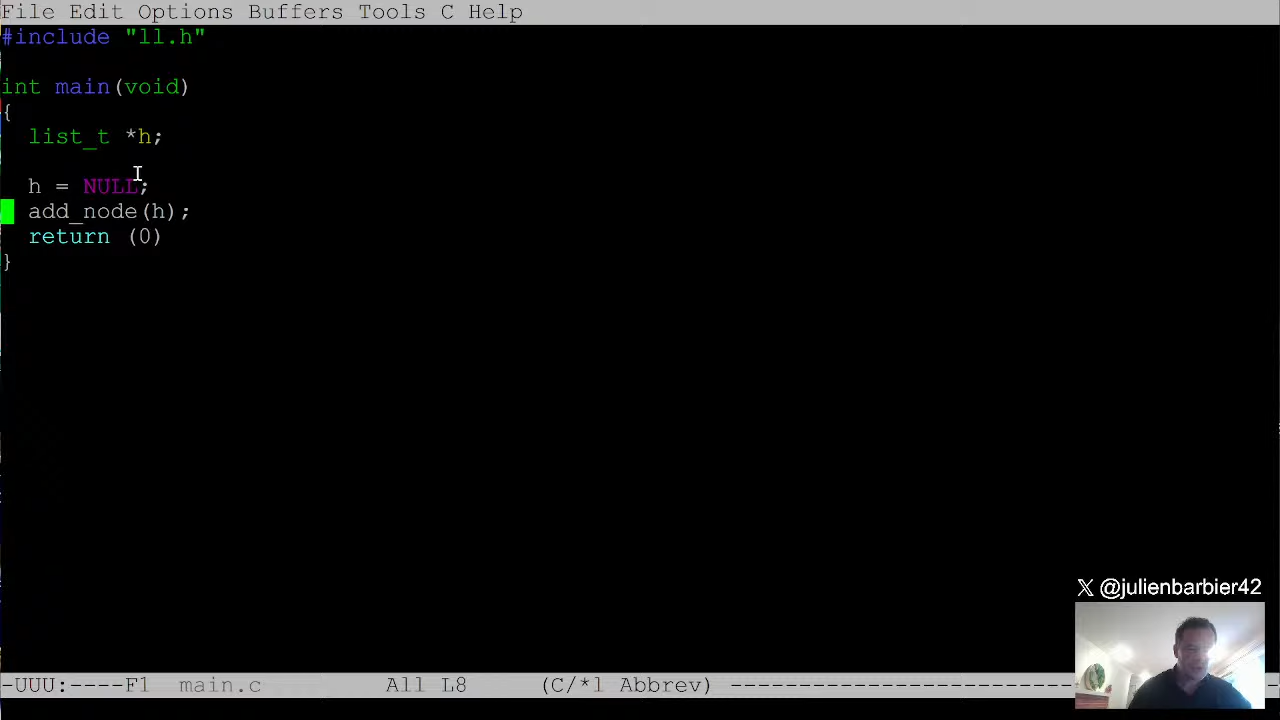 File Edit Options Buffers Tools C Help
#include "ll.h"
int main(void)
{
  list_t *h;
  h = NULL;
  add_node(h);
  return (0)
}
𝕏 @julienbarbier42
-UUU:----F1  main.c         All L8     (C/*l Abbrev) --------------------------